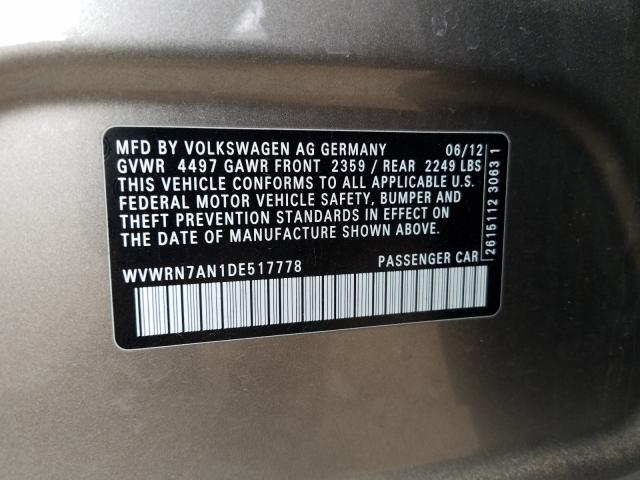 MFD BY VOLKSWAGEN AG GERMANY 06/12
GVWR 4497 GAWR FRONT 2359 / REAR 2249 LBS
THIS VEHICLE CONFORMS TO ALL APPLICABLE U.S.
FEDERAL MOTOR VEHICLE SAFETY, BUMPER AND
THEFT PREVENTION STANDARDS IN EFFECT ON
THE DATE OF MANUFACTURE SHOWN ABOVE.
WVWRN7AN1DE517778 PASSENGER CAR
2615112 3063 1